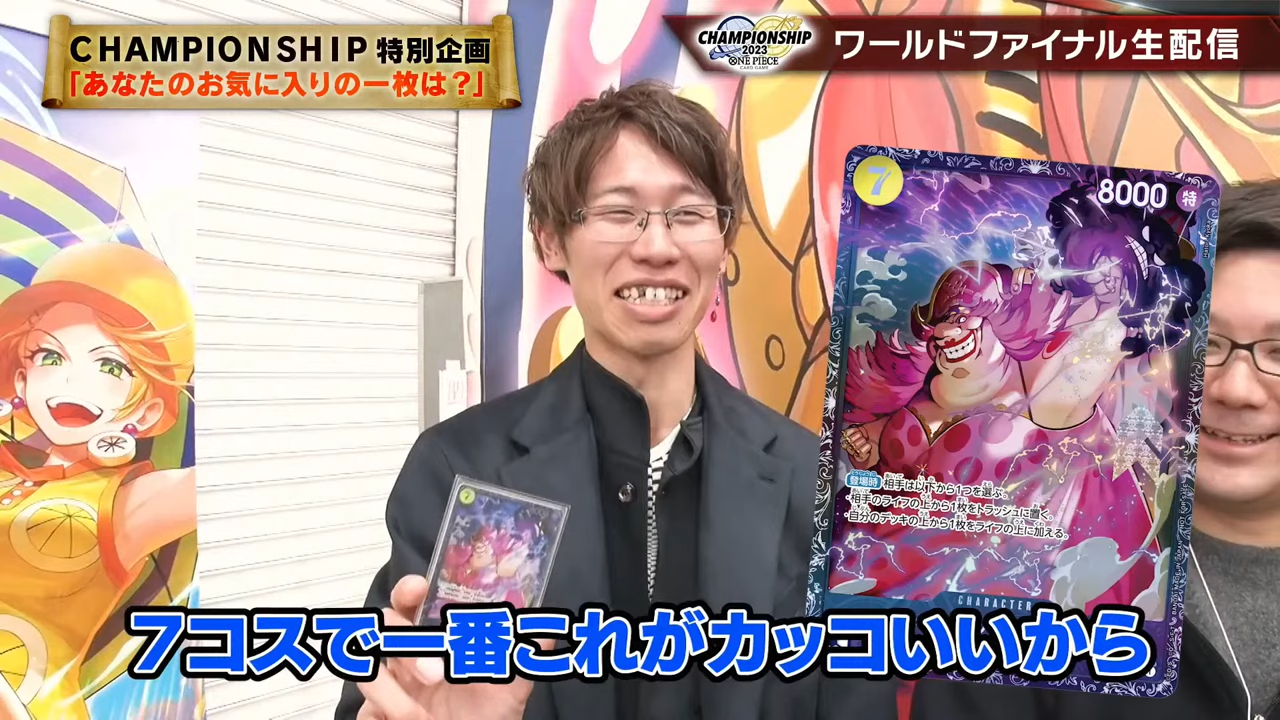 CHAMPIONSHIP 特別企画
「あなたのお気に入りの一枚は？」
CHAMPIONSHIP
2023
ONE PIECE
CARD GAME
ワールドファイナル生配信
7
8000 特
登場時 相手は以下から1つを選ぶ。
・相手のライフの上から1枚をトラッシュに置く。
・自分のデッキの上から1枚をライフの上に加える。
CHARACTER
7コスで一番これがカッコいいから